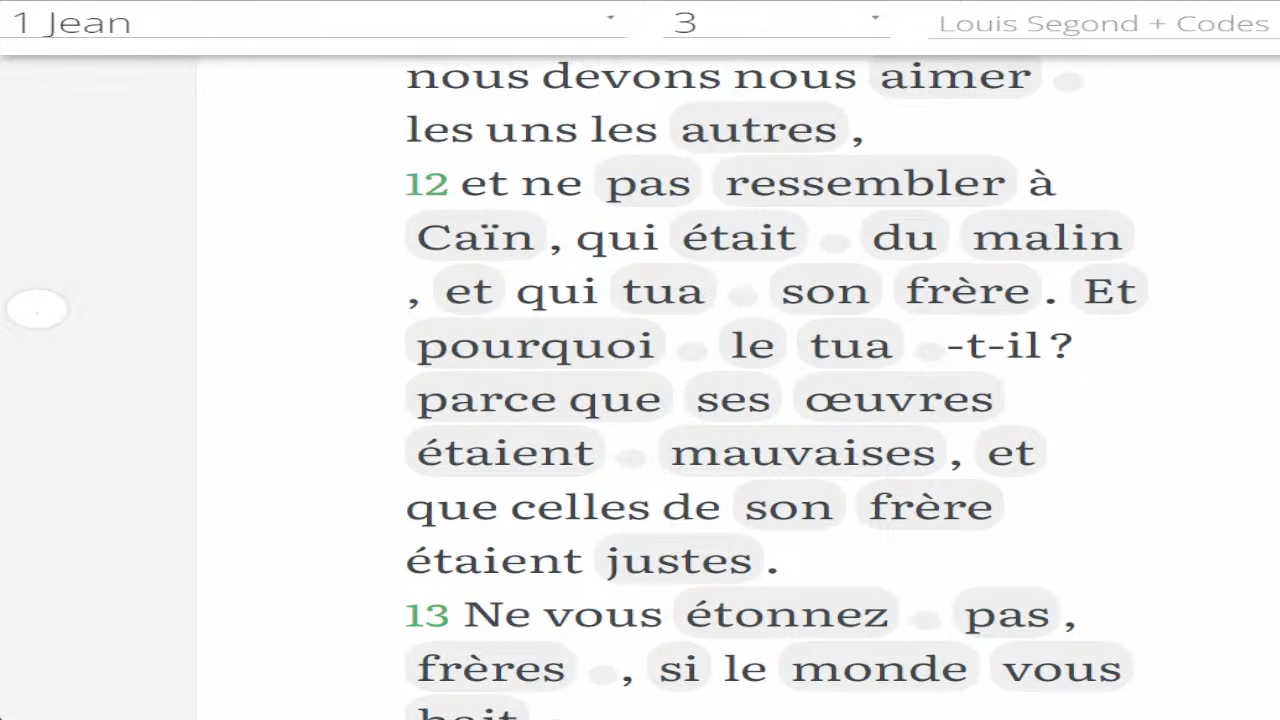 1 Jean 3 Louis Segond + Codes
nous devons nous aimer
les uns les autres ,
12 et ne pas ressembler à
Caïn , qui était du malin
, et qui tua son frère . Et
pourquoi le tua -t-il ?
parce que ses œuvres
étaient mauvaises , et
que celles de son frère
étaient justes .
13 Ne vous étonnez pas ,
frères , si le monde vous